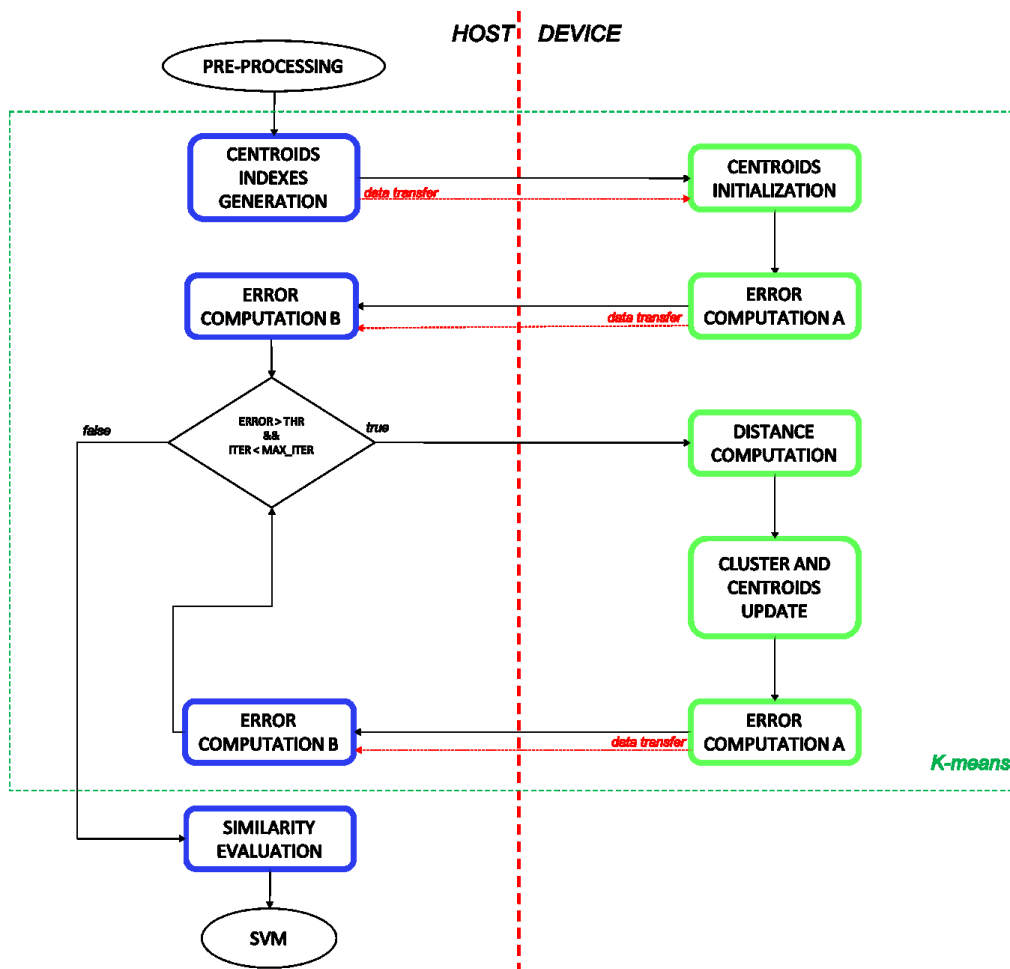 HOST DEVICE
PRE-PROCESSING
CENTROIDS
INDEXES
GENERATION
data transfer
CENTROIDS
INITIALIZATION
ERROR
COMPUTATION B
data transfer
ERROR
COMPUTATION A
false
ERROR > THR
&&
ITER < MAX_ITER
true
DISTANCE
COMPUTATION
CLUSTER AND
CENTROIDS
UPDATE
ERROR
COMPUTATION B
data transfer
ERROR
COMPUTATION A
K-means
SIMILARITY
EVALUATION
SVM